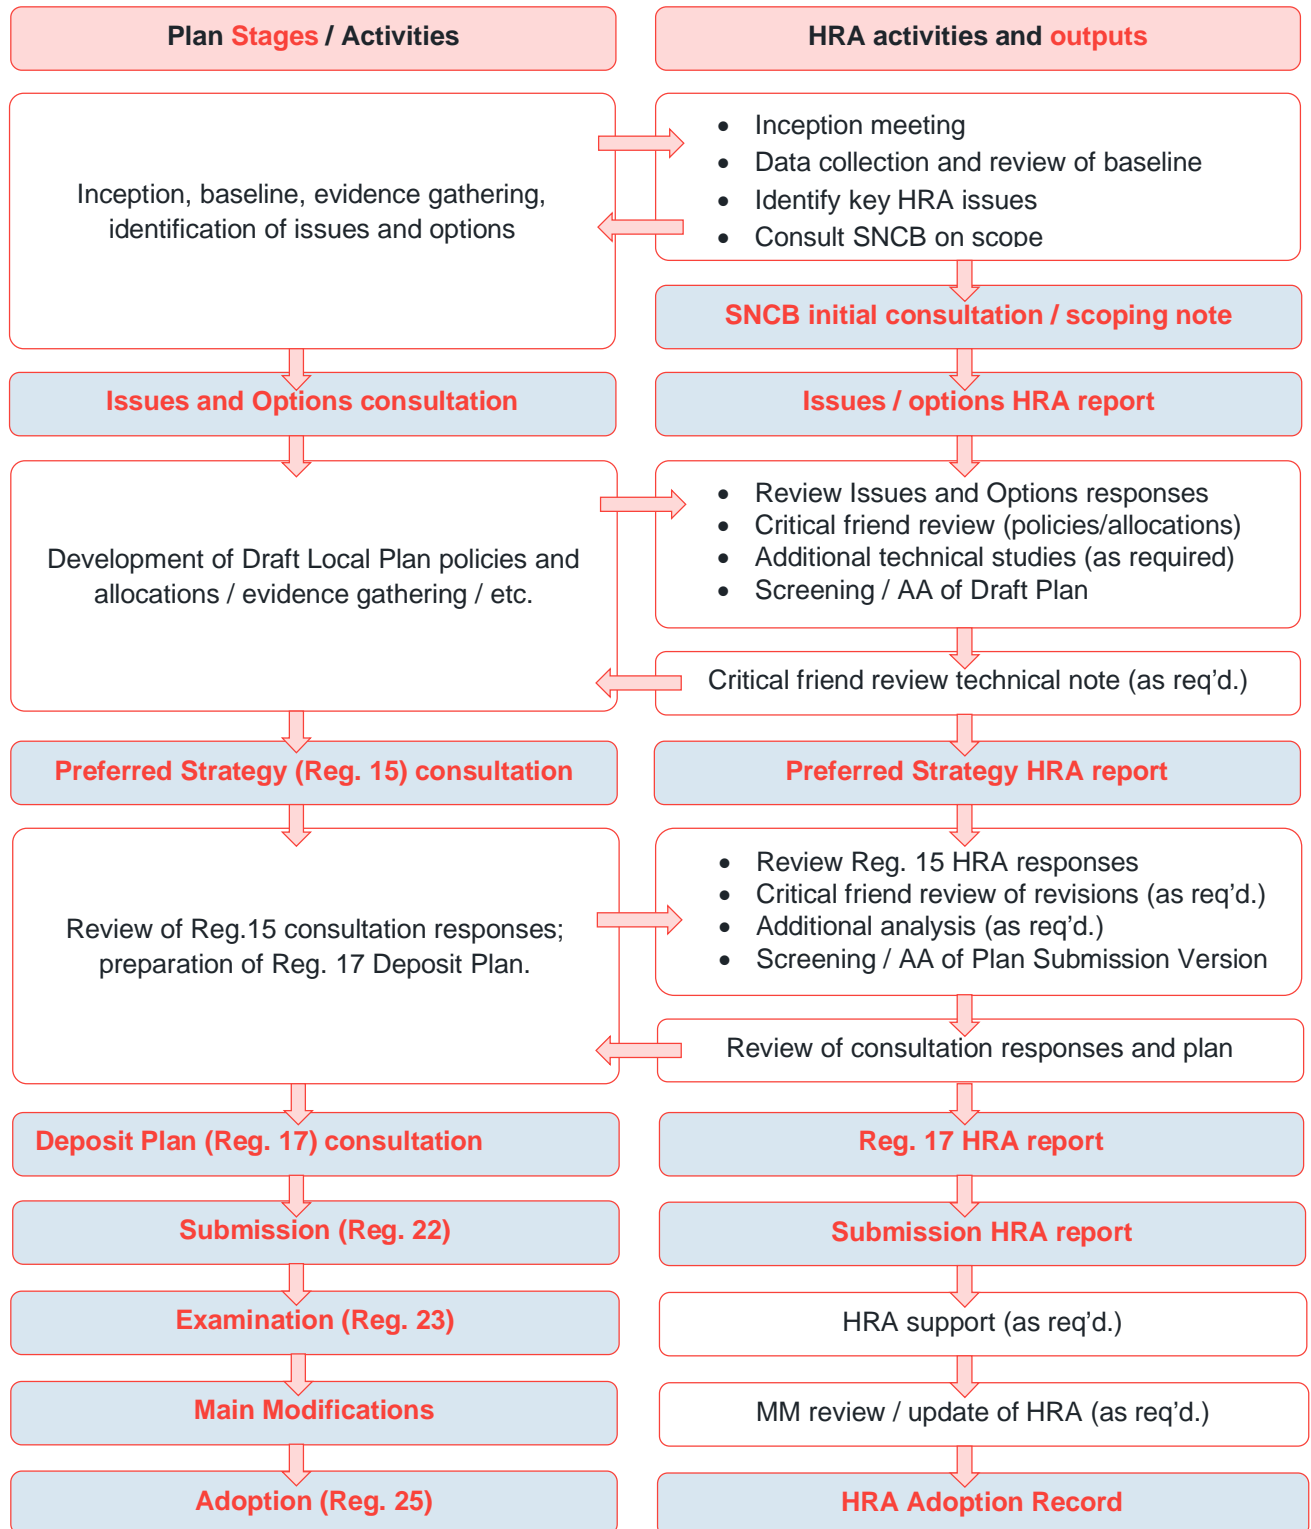 Plan Stages / Activities
HRA activities and outputs
Inception, baseline, evidence gathering,
identification of issues and options
• Inception meeting
• Data collection and review of baseline
• Identify key HRA issues
• Consult SNCB on scope
SNCB initial consultation / scoping note
Issues and Options consultation
Issues / options HRA report
Development of Draft Local Plan policies and
allocations / evidence gathering / etc.
• Review Issues and Options responses
• Critical friend review (policies/allocations)
• Additional technical studies (as required)
• Screening / AA of Draft Plan
Critical friend review technical note (as req’d.)
Preferred Strategy (Reg. 15) consultation
Preferred Strategy HRA report
Review of Reg.15 consultation responses;
preparation of Reg. 17 Deposit Plan.
• Review Reg. 15 HRA responses
• Critical friend review of revisions (as req’d.)
• Additional analysis (as req’d.)
• Screening / AA of Plan Submission Version
Review of consultation responses and plan
Deposit Plan (Reg. 17) consultation
Reg. 17 HRA report
Submission (Reg. 22)
Submission HRA report
Examination (Reg. 23)
HRA support (as req’d.)
Main Modifications
MM review / update of HRA (as req’d.)
Adoption (Reg. 25)
HRA Adoption Record